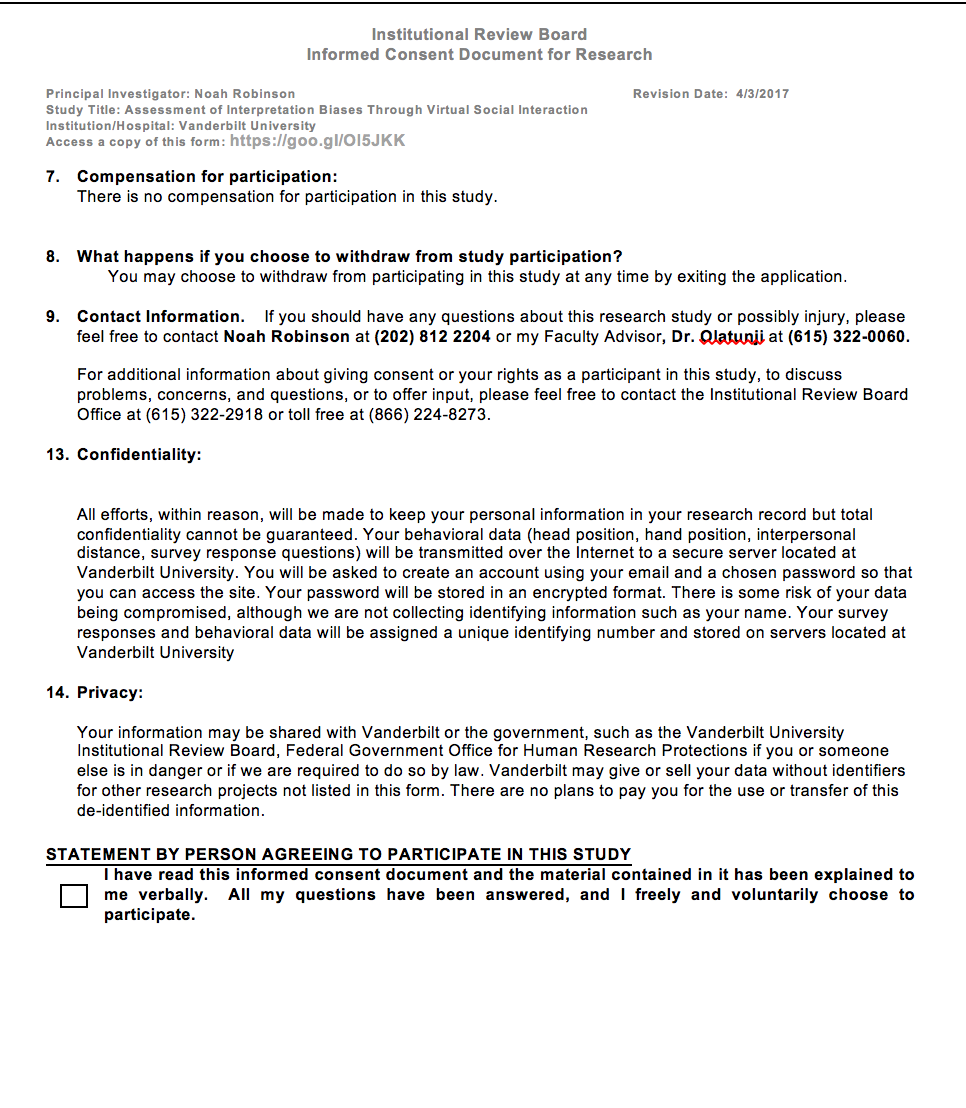 Institutional Review Board
Informed Consent Document for Research
Principal Investigator: Noah Robinson Revision Date: 4/3/2017
Study Title: Assessment of Interpretation Biases Through Virtual Social Interaction
Institution/Hospital: Vanderbilt University
Access a copy of this form: https://goo.gl/OI5JKK
7. Compensation for participation:
There is no compensation for participation in this study.
8. What happens if you choose to withdraw from study participation?
You may choose to withdraw from participating in this study at any time by exiting the application.
9. Contact Information. If you should have any questions about this research study or possibly injury, please
feel free to contact Noah Robinson at (202) 812 2204 or my Faculty Advisor, Dr. Olatunji at (615) 322-0060.
For additional information about giving consent or your rights as a participant in this study, to discuss
problems, concerns, and questions, or to offer input, please feel free to contact the Institutional Review Board
Office at (615) 322-2918 or toll free at (866) 224-8273.
13. Confidentiality:
All efforts, within reason, will be made to keep your personal information in your research record but total
confidentiality cannot be guaranteed. Your behavioral data (head position, hand position, interpersonal
distance, survey response questions) will be transmitted over the Internet to a secure server located at
Vanderbilt University. You will be asked to create an account using your email and a chosen password so that
you can access the site. Your password will be stored in an encrypted format. There is some risk of your data
being compromised, although we are not collecting identifying information such as your name. Your survey
responses and behavioral data will be assigned a unique identifying number and stored on servers located at
Vanderbilt University
14. Privacy:
Your information may be shared with Vanderbilt or the government, such as the Vanderbilt University
Institutional Review Board, Federal Government Office for Human Research Protections if you or someone
else is in danger or if we are required to do so by law. Vanderbilt may give or sell your data without identifiers
for other research projects not listed in this form. There are no plans to pay you for the use or transfer of this
de-identified information.
STATEMENT BY PERSON AGREEING TO PARTICIPATE IN THIS STUDY
I have read this informed consent document and the material contained in it has been explained to
me verbally. All my questions have been answered, and I freely and voluntarily choose to
participate.